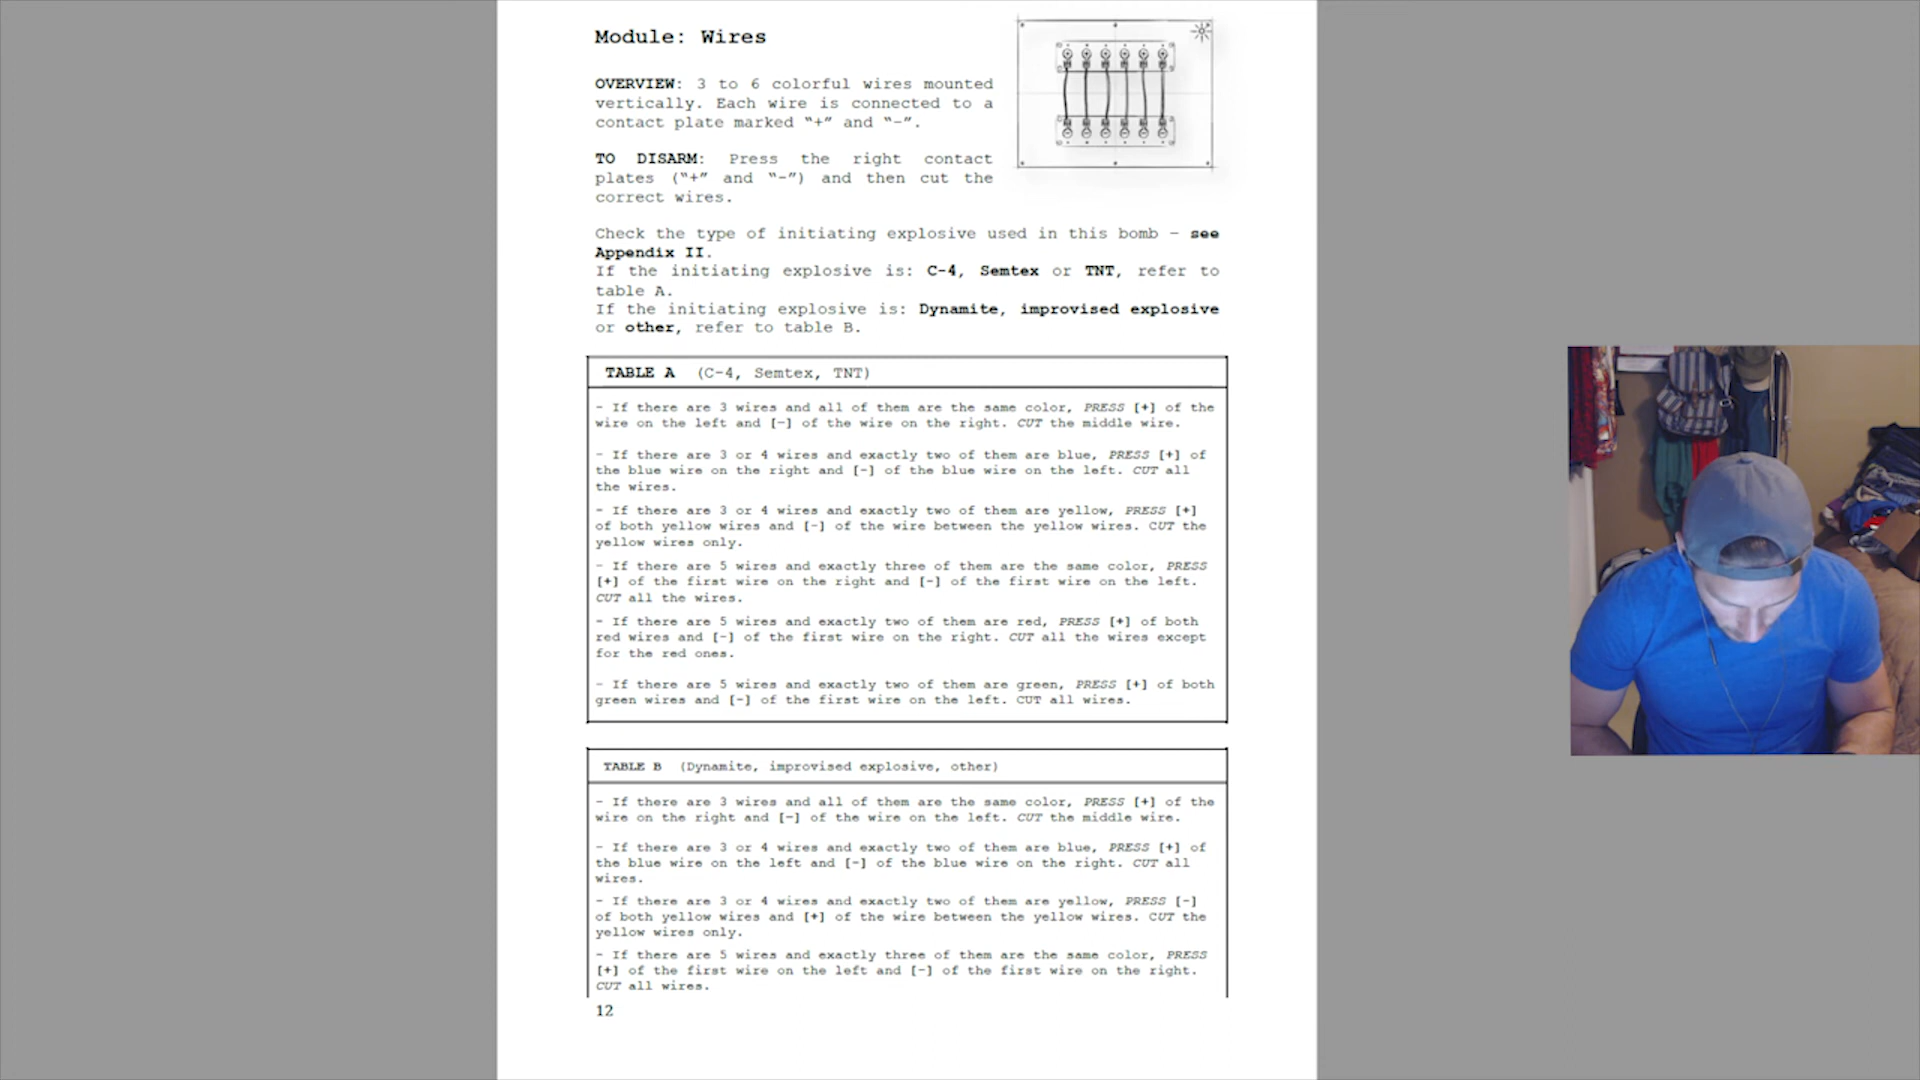 Module: Wires
OVERVIEW: 3 to 6 colorful wires mounted
vertically. Each wire is connected to a
contact plate marked “+” and “-”.
TO DISARM: Press the right contact
plates (“+” and “-”) and then cut the
correct wires.
Check the type of initiating explosive used in this bomb – see
Appendix II.
If the initiating explosive is: C-4, Semtex or TNT, refer to
table A.
If the initiating explosive is: Dynamite, improvised explosive
or other, refer to table B.
TABLE A (C-4, Semtex, TNT)
- If there are 3 wires and all of them are the same color, PRESS [+] of the
wire on the left and [-] of the wire on the right. CUT the middle wire.
- If there are 3 or 4 wires and exactly two of them are blue, PRESS [+] of
the blue wire on the right and [-] of the blue wire on the left. CUT all
the wires.
- If there are 3 or 4 wires and exactly two of them are yellow, PRESS [+]
of both yellow wires and [-] of the wire between the yellow wires. CUT the
yellow wires only.
- If there are 5 wires and exactly three of them are the same color, PRESS
[+] of the first wire on the right and [-] of the first wire on the left.
CUT all the wires.
- If there are 5 wires and exactly two of them are red, PRESS [+] of both
red wires and [-] of the first wire on the right. CUT all the wires except
for the red ones.
- If there are 5 wires and exactly two of them are green, PRESS [+] of both
green wires and [-] of the first wire on the left. CUT all wires.
TABLE B (Dynamite, improvised explosive, other)
- If there are 3 wires and all of them are the same color, PRESS [+] of the
wire on the right and [-] of the wire on the left. CUT the middle wire.
- If there are 3 or 4 wires and exactly two of them are blue, PRESS [+] of
the blue wire on the left and [-] of the blue wire on the right. CUT all
wires.
- If there are 3 or 4 wires and exactly two of them are yellow, PRESS [-]
of both yellow wires and [+] of the wire between the yellow wires. CUT the
yellow wires only.
- If there are 5 wires and exactly three of them are the same color, PRESS
[+] of the first wire on the left and [-] of the first wire on the right.
CUT all wires.
12